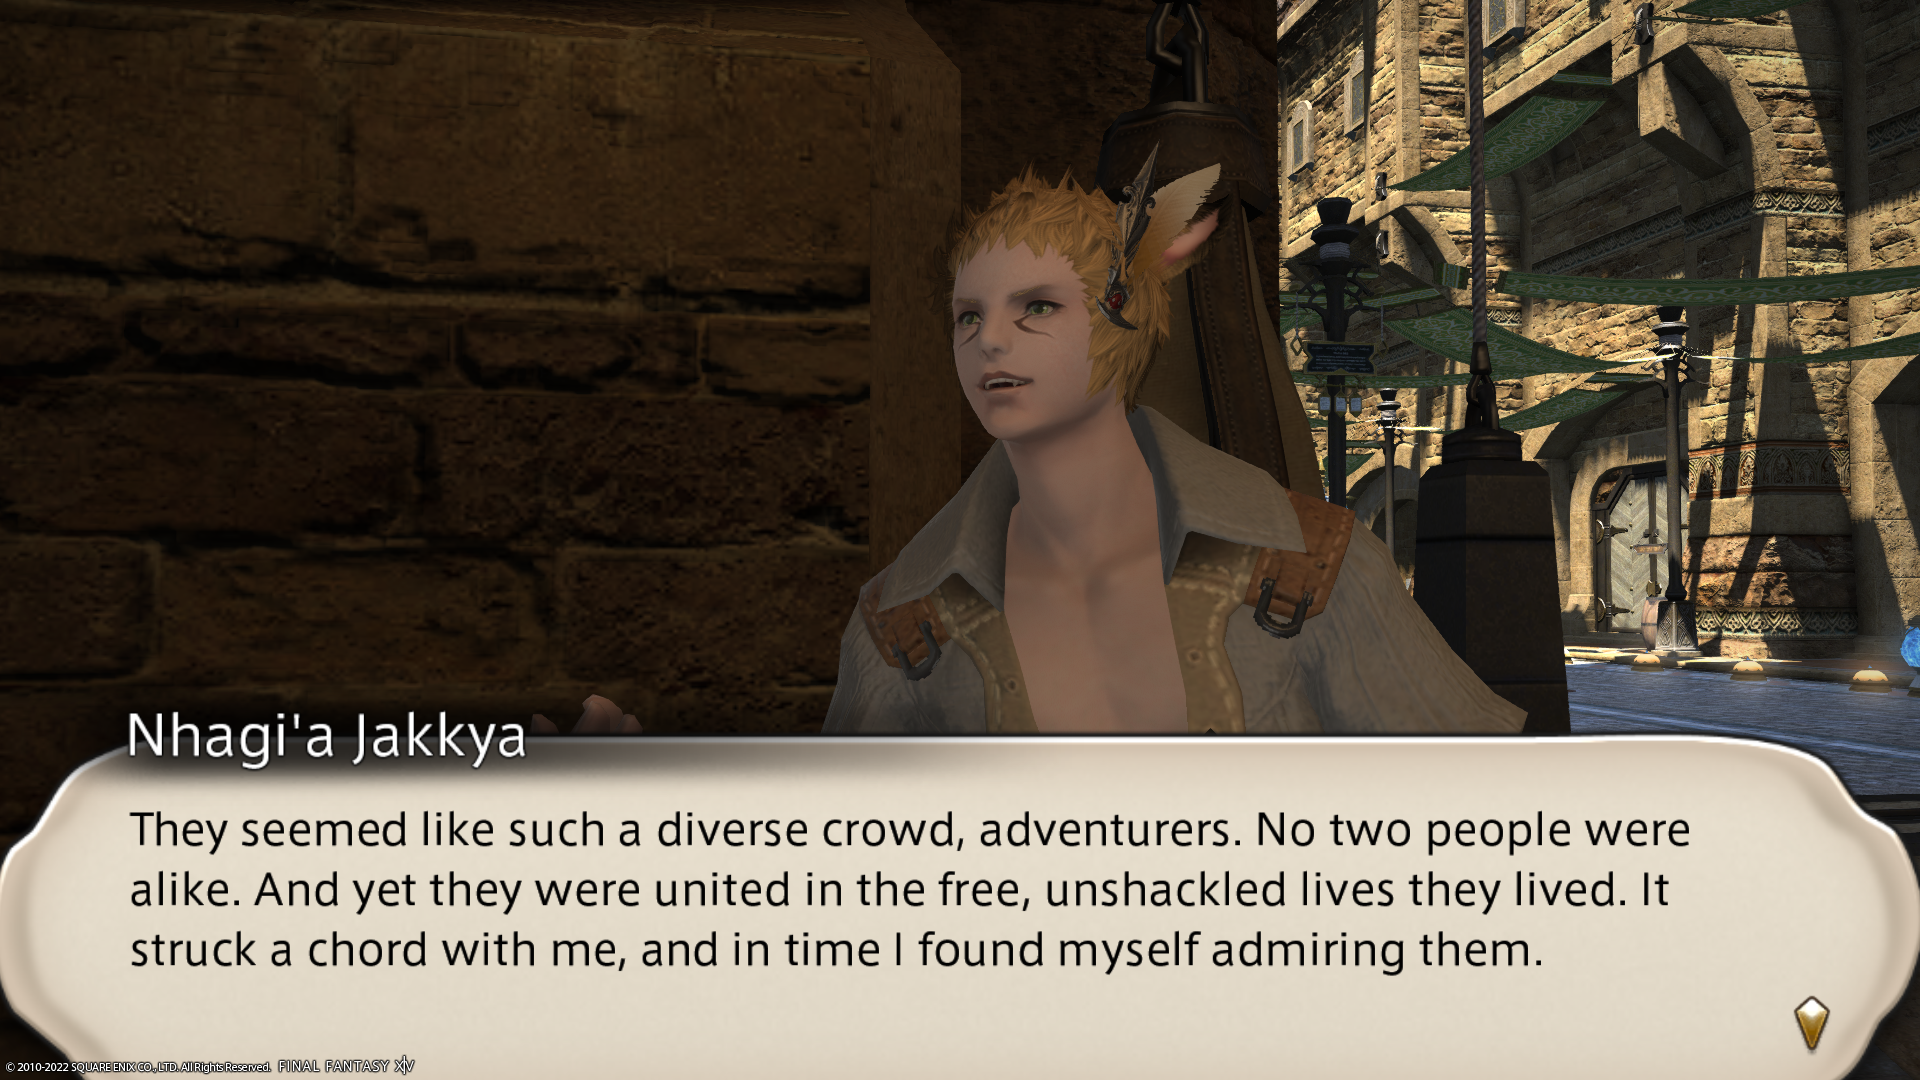 Nhagi'a Jakkya
They seemed like such a diverse crowd, adventurers. No two people were
alike. And yet they were united in the free, unshackled lives they lived. It
struck a chord with me, and in time I found myself admiring them.
© 2010-2022 SQUARE ENIX CO., LTD. All Rights Reserved. FINAL FANTASY XIV